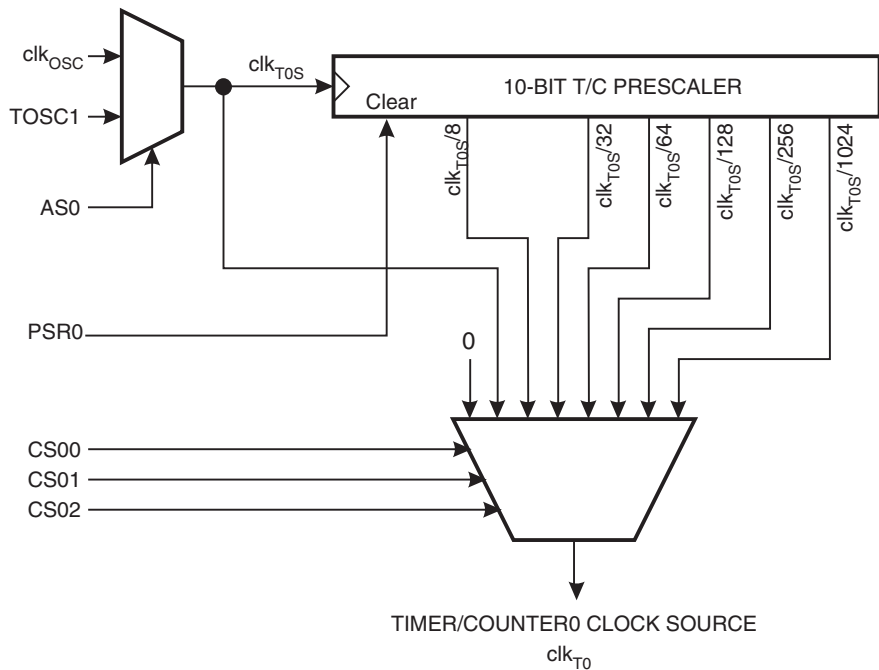 clkOSC
TOSC1
AS0
PSR0
clkT0S
10-BIT T/C PRESCALER
Clear
clkT0S/8
clkT0S/32
clkT0S/64
clkT0S/128
clkT0S/256
clkT0S/1024
0
CS00
CS01
CS02
TIMER/COUNTER0 CLOCK SOURCE
clkT0